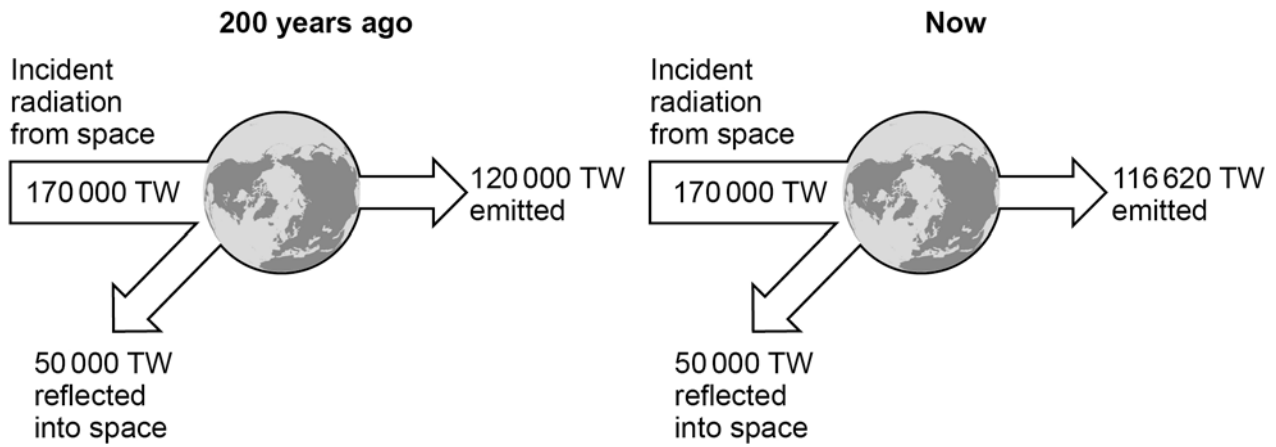 200 years ago
Incident
radiation
from space
170 000 TW
120 000 TW
emitted
50 000 TW
reflected
into space
Now
Incident
radiation
from space
170 000 TW
116 620 TW
emitted
50 000 TW
reflected
into space